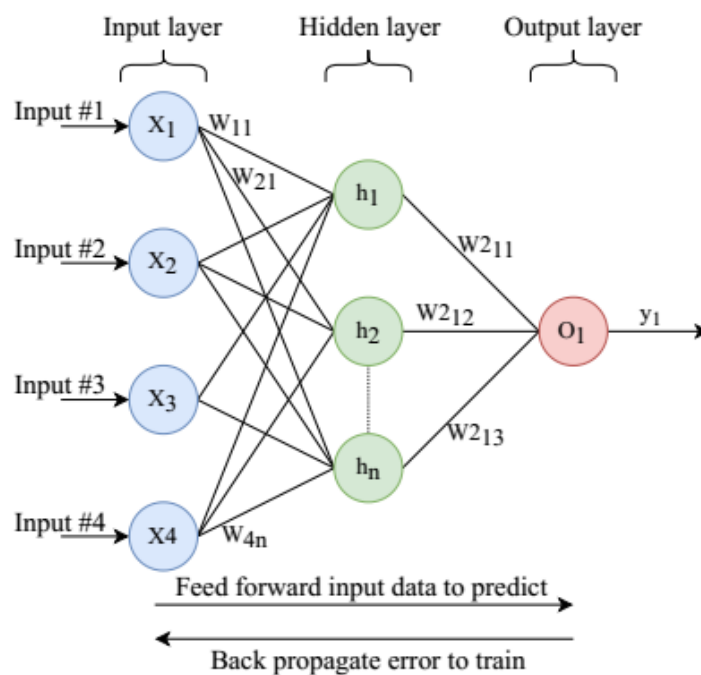 Input layer
Hidden layer
Output layer
Input #1
X1
W11
W21
h1
Input #2
X2
W211
h2
W212
O1
y1
Input #3
X3
W213
hn
Input #4
X4
W4n
Feed forward input data to predict
Back propagate error to train